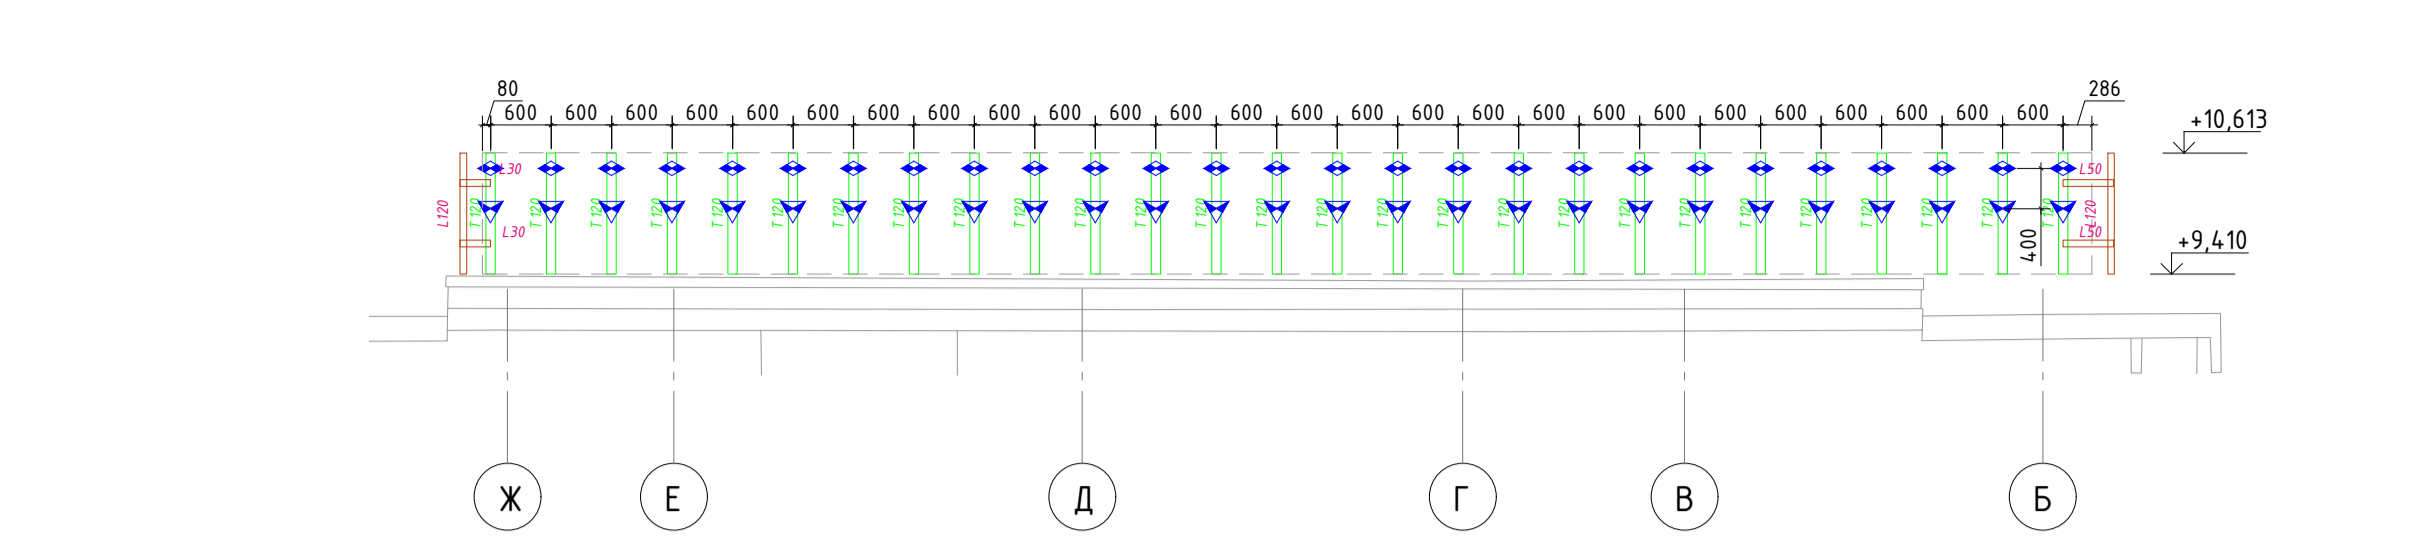 80 286
600 600 600 600 600 600 600 600 600 600 600 600 600 600 600 600 600 600 600 600 600 600 600 600 600 600
+10,613
L30 L50
L120 T 120 T 120 T 120 T 120 T 120 T 120 T 120 T 120 T 120 T 120 T 120 T 120 T 120 T 120 T 120 T 120 T 120 T 120 T 120 T 120 T 120 T 120 T 120 T 120 T 120 T 120 T 120 L120
L30 L50
400
+9,410
Ж Е Д Г В Б